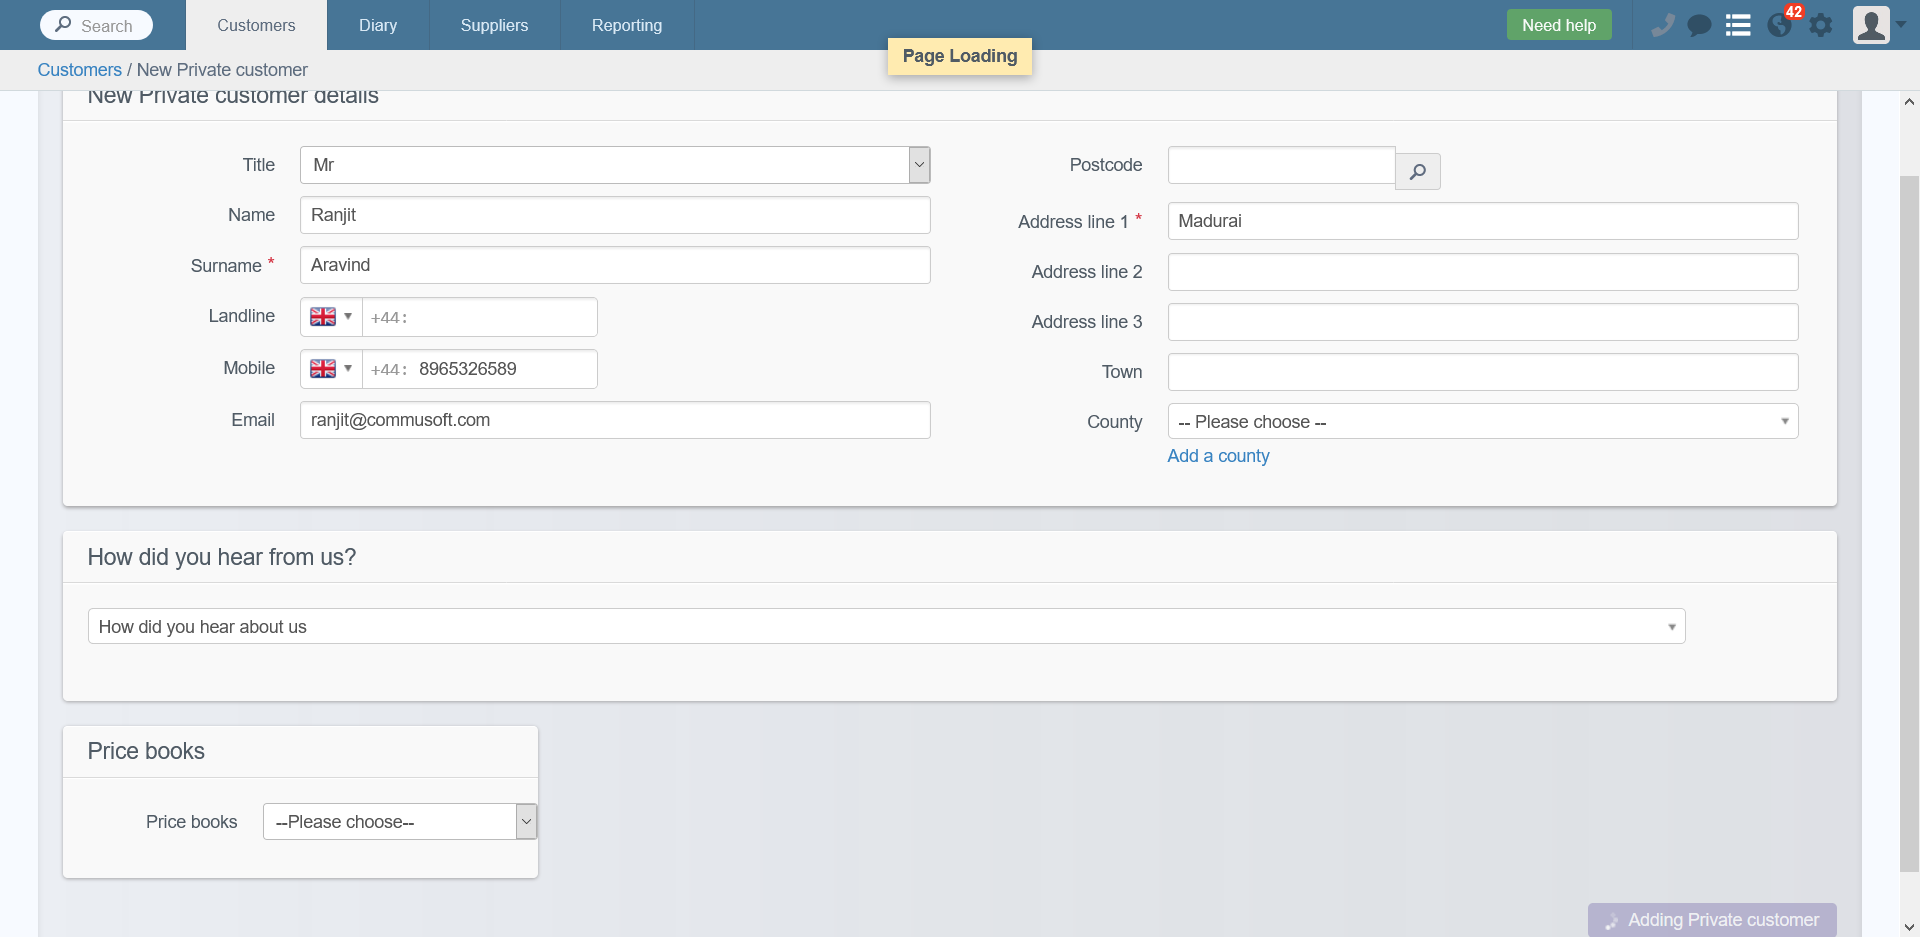 Search
Customers
Diary
Suppliers
Reporting
Need help
42
Page Loading
Customers / New Private customer
New Private customer details
Title
Mr
Name
Ranjit
Surname *
Aravind
Landline
+44:
Mobile
+44: 8965326589
Email
ranjit@commusoft.com
Postcode
Address line 1 *
Madurai
Address line 2
Address line 3
Town
County
-- Please choose --
Add a county
How did you hear from us?
How did you hear about us
Price books
Price books
--Please choose--
Adding Private customer